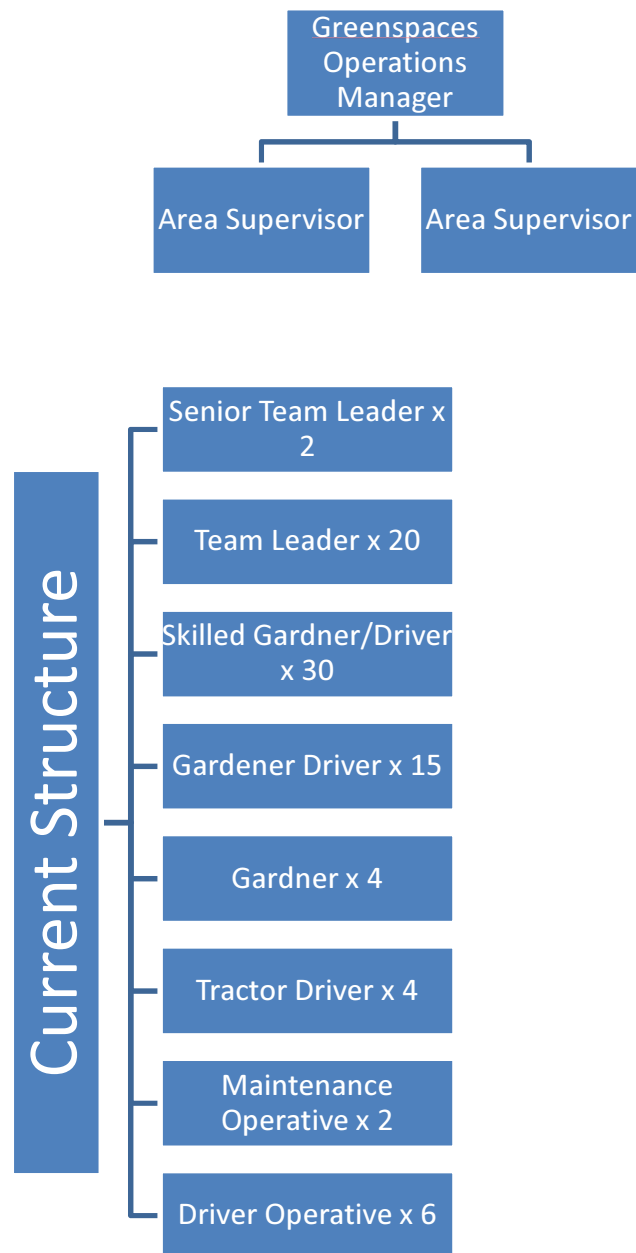 Greenspaces
Operations
Manager
Area Supervisor
Area Supervisor
Current Structure
Senior Team Leader x
2
Team Leader x 20
Skilled Gardner/Driver
x 30
Gardener Driver x 15
Gardner x 4
Tractor Driver x 4
Maintenance
Operative x 2
Driver Operative x 6